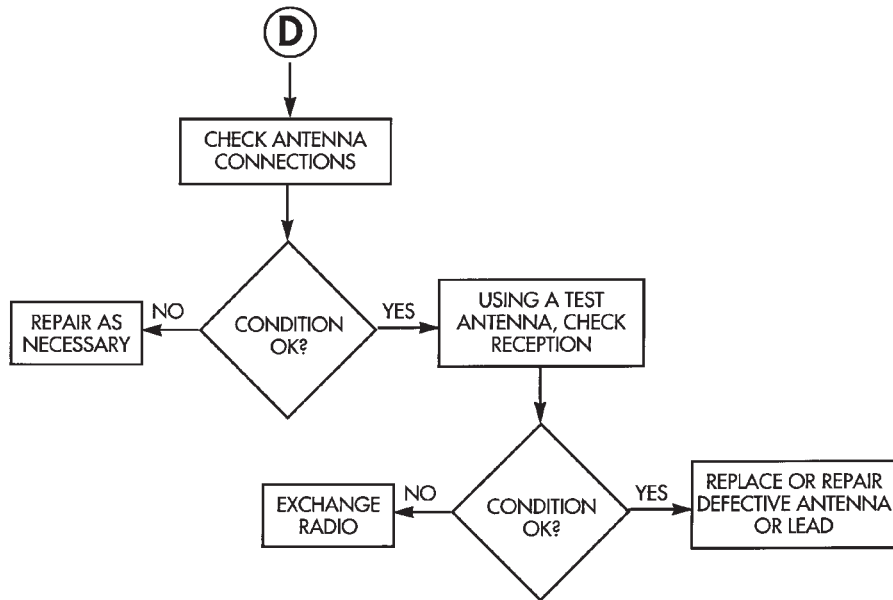 D
CHECK ANTENNA
CONNECTIONS
CONDITION
OK?
NO
REPAIR AS
NECESSARY
YES
USING A TEST
ANTENNA, CHECK
RECEPTION
CONDITION
OK?
NO
EXCHANGE
RADIO
YES
REPLACE OR REPAIR
DEFECTIVE ANTENNA
OR LEAD